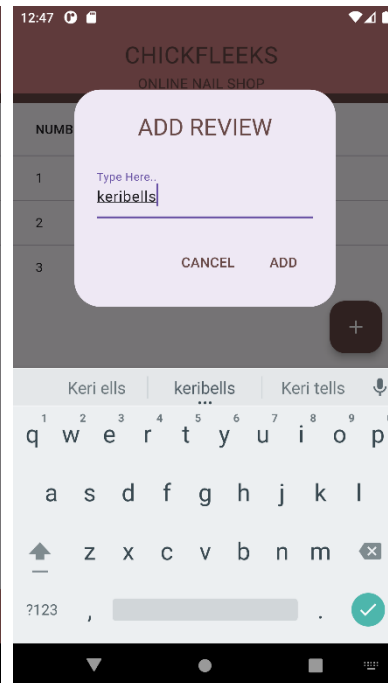 12:47
CHICKFLEEKS
ONLINE NAIL SHOP
NUMB
ADD REVIEW
1
Type Here..
keribells
2
3
CANCEL ADD
+
Keri ells keribells Keri tells
1 2 3 4 5 6 7 8 9
q w e r t y u i o p
a s d f g h j k l
z x c v b n m
?123 , .